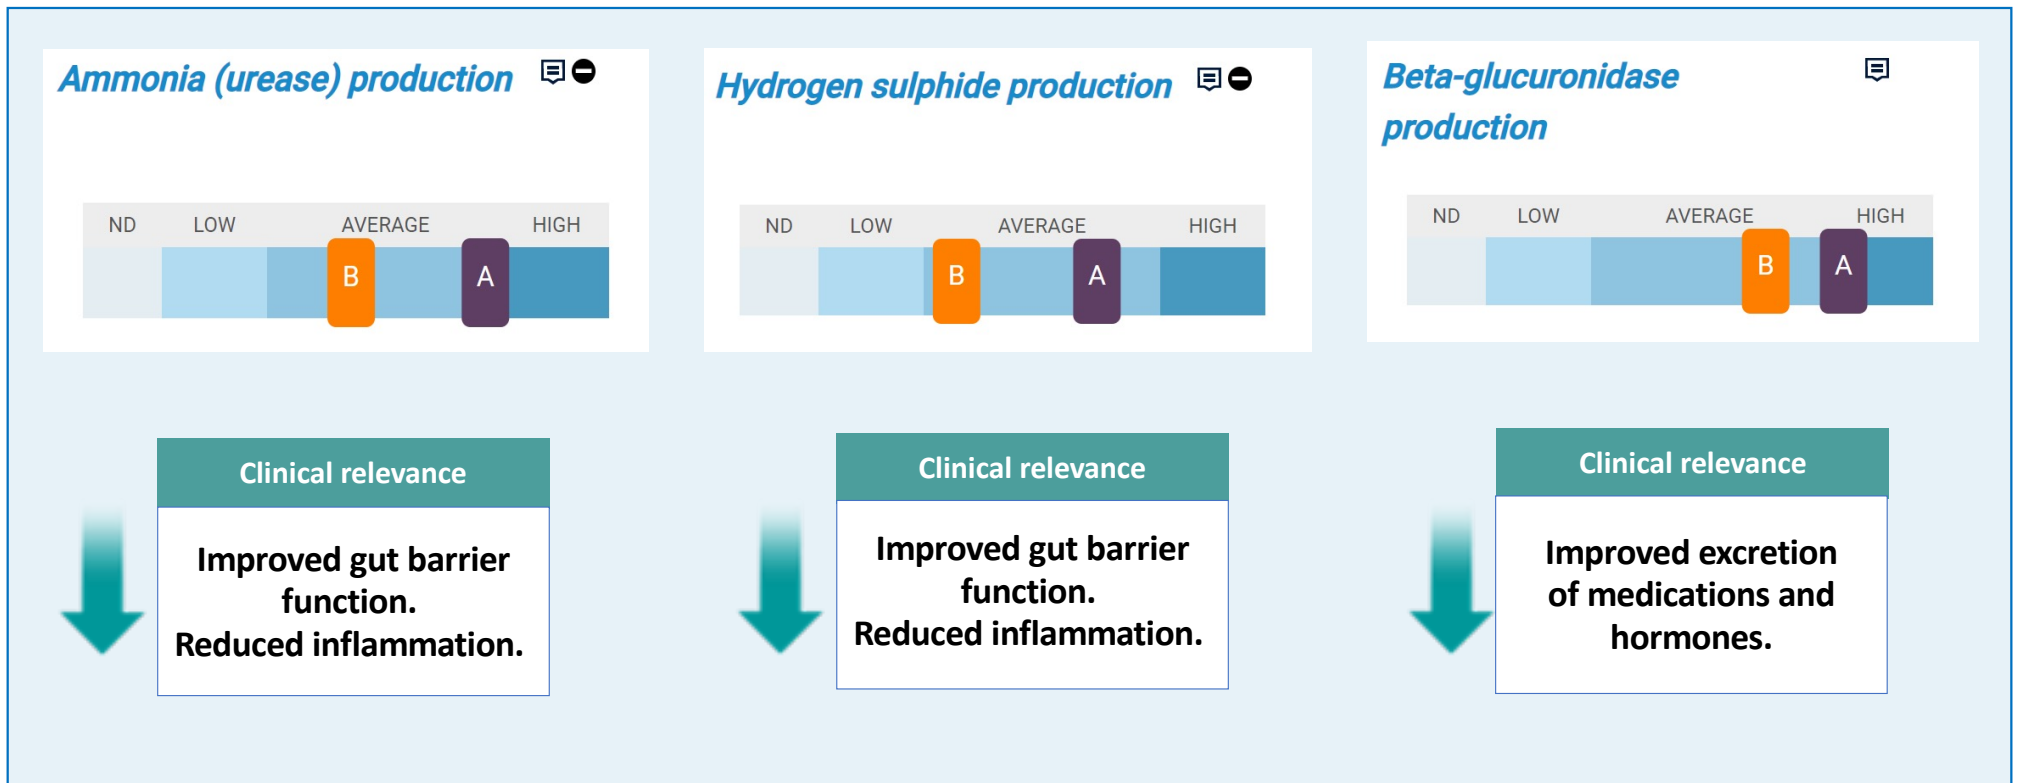 Ammonia (urease) production
ND LOW AVERAGE HIGH
B A
Clinical relevance
Improved gut barrier
function.
Reduced inflammation.
Hydrogen sulphide production
ND LOW AVERAGE HIGH
B A
Clinical relevance
Improved gut barrier
function.
Reduced inflammation.
Beta-glucuronidase
production
ND LOW AVERAGE HIGH
B A
Clinical relevance
Improved excretion
of medications and
hormones.